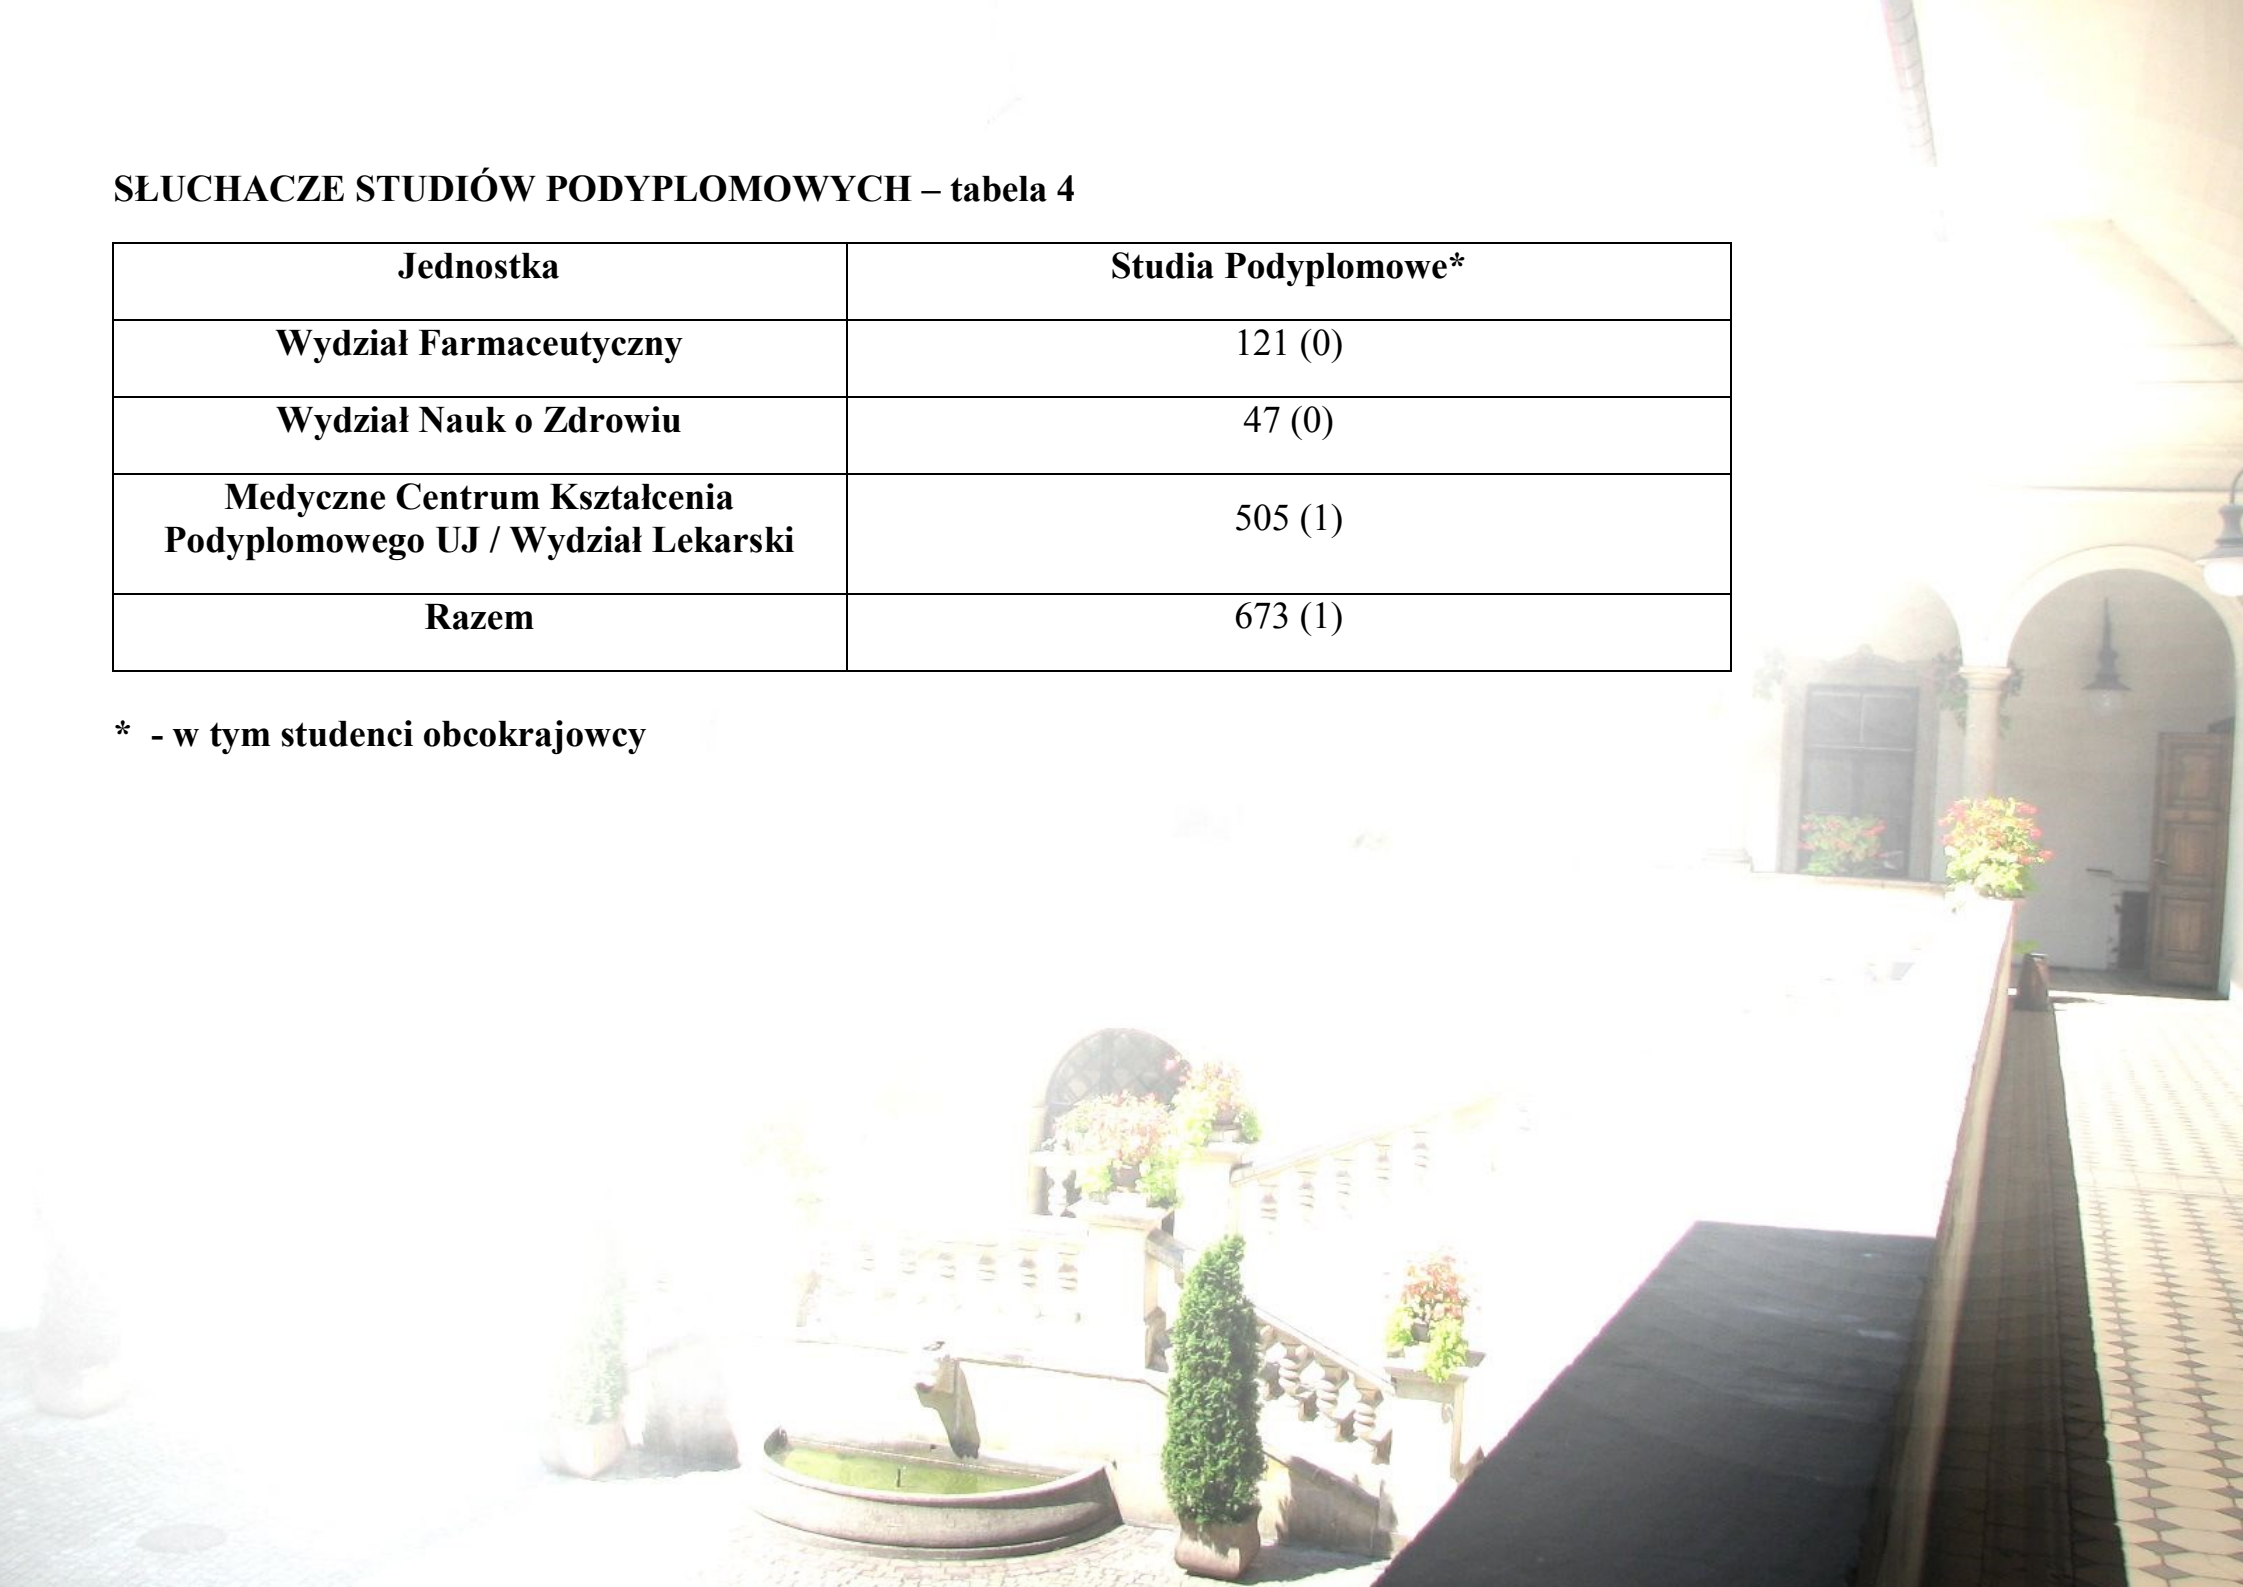 SŁUCHACZE STUDIÓW PODYPLOMOWYCH – tabela 4
Jednostka
Studia Podyplomowe*
Wydział Farmaceutyczny
121 (0)
Wydział Nauk o Zdrowiu
47 (0)
Medyczne Centrum Kształcenia
Podyplomowego UJ / Wydział Lekarski
505 (1)
Razem
673 (1)
* - w tym studenci obcokrajowcy